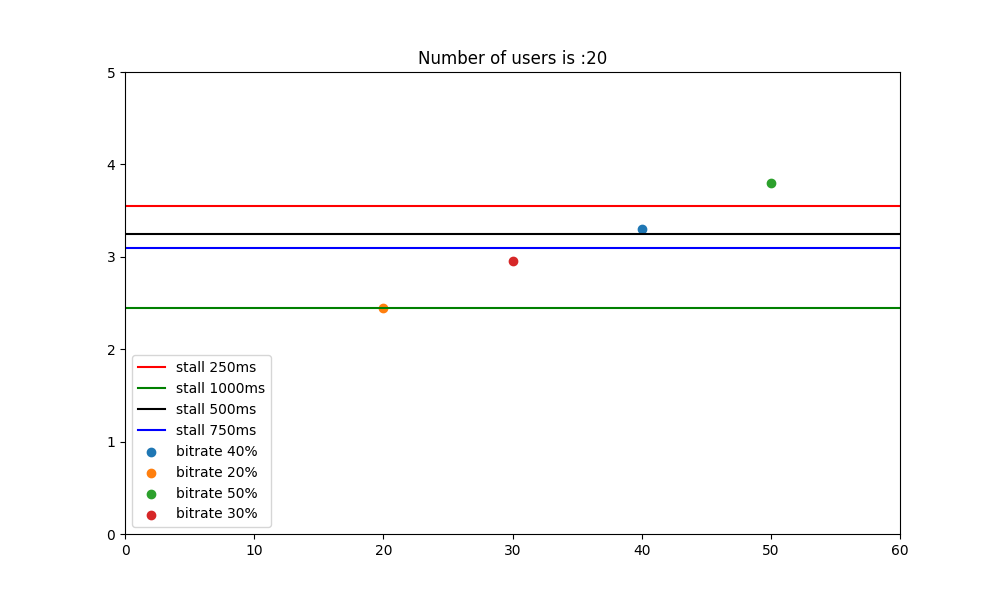 Number of users is :20
5
4
3
2
1
0
stall 250ms
stall 1000ms
stall 500ms
stall 750ms
bitrate 40%
bitrate 20%
bitrate 50%
bitrate 30%
0 10 20 30 40 50 60